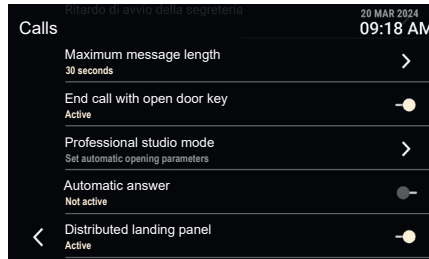 Ritardo di avvio della segreteria
20 MAR 2024
Calls
09:18 AM
Maximum message length
30 seconds
End call with open door key
Active
Professional studio mode
Set automatic opening parameters
Automatic answer
Not active
Distributed landing panel
Active